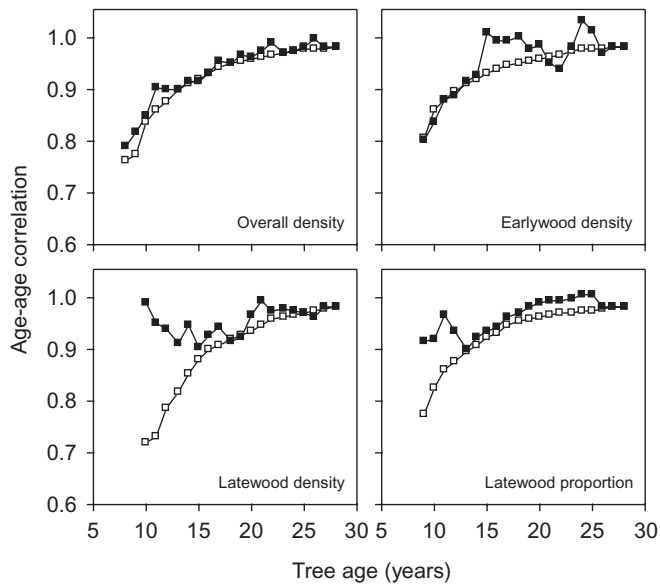 Age-age correlation
1.0
0.9
0.8
0.7
0.6
Overall density
Earlywood density
1.0
0.9
0.8
0.7
0.6
Latewood density
Latewood proportion
5 10 15 20 25 30 5 10 15 20 25 30
Tree age (years)